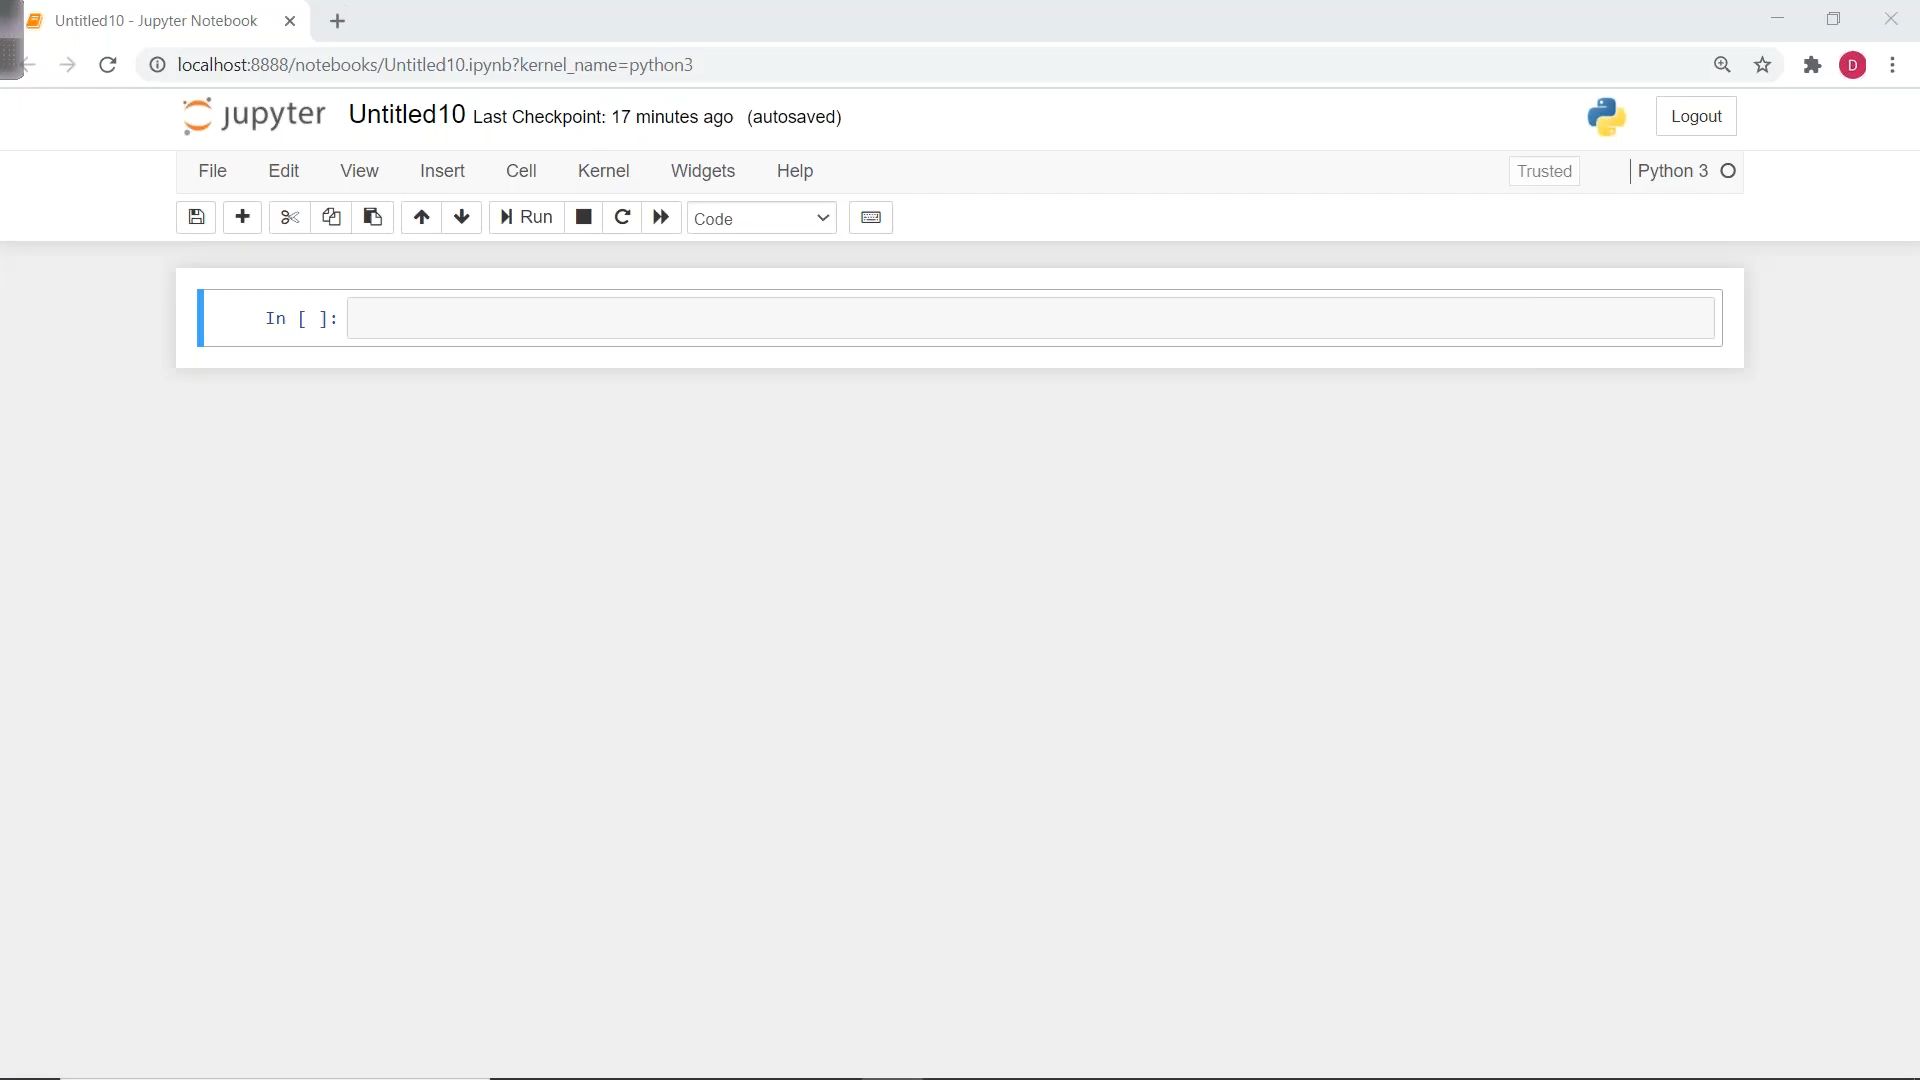 Untitled10 - Jupyter Notebook
localhost:8888/notebooks/Untitled10.ipynb?kernel_name=python3
D
jupyter Untitled10 Last Checkpoint: 17 minutes ago (autosaved)
Logout
File Edit View Insert Cell Kernel Widgets Help
Trusted
Python 3
Run
Code
In [ ]: